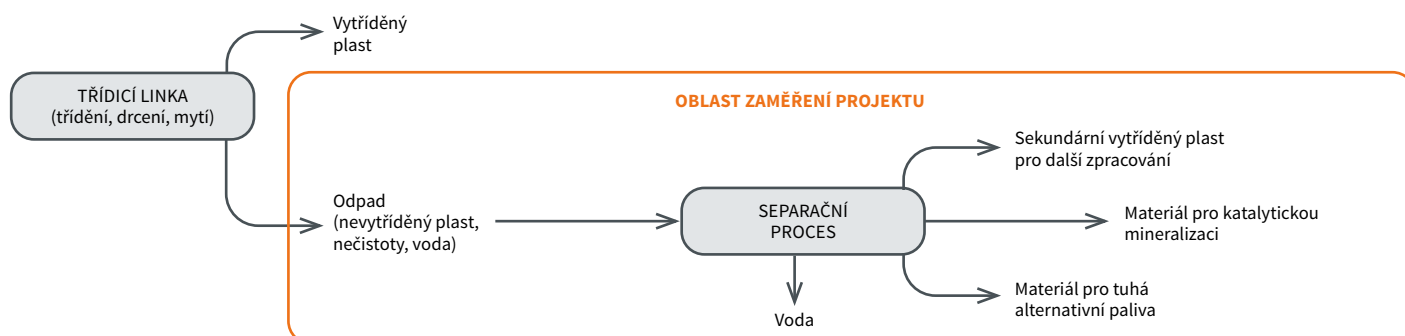 Vytříděný
plast
TŘÍDICÍ LINKA
(třídění, drcení, mytí)
OBLAST ZAMĚŘENÍ PROJEKTU
Odpad
(nevytříděný plast,
nečistoty, voda)
SEPARAČNÍ
PROCES
Sekundární vytříděný plast
pro další zpracování
Materiál pro katalytickou
mineralizaci
Materiál pro tuhá
alternativní paliva
Voda